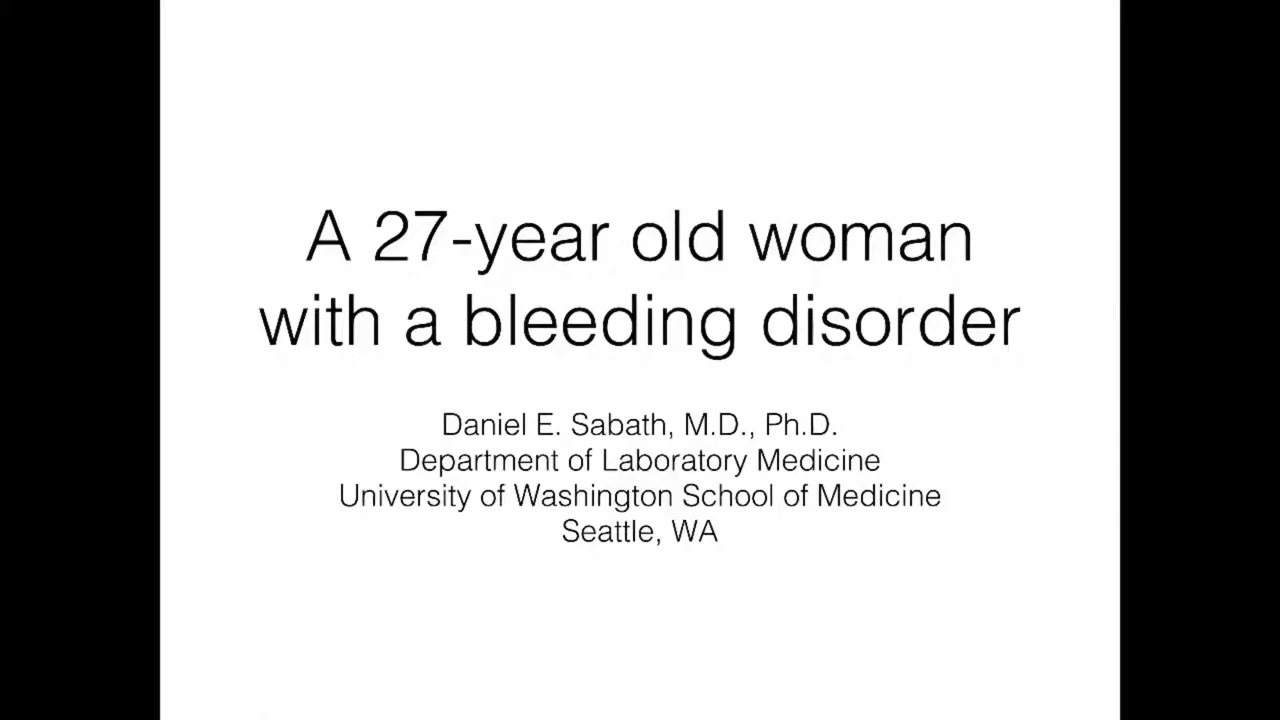 A 27-year old woman
with a bleeding disorder
Daniel E. Sabath, M.D., Ph.D.
Department of Laboratory Medicine
University of Washington School of Medicine
Seattle, WA